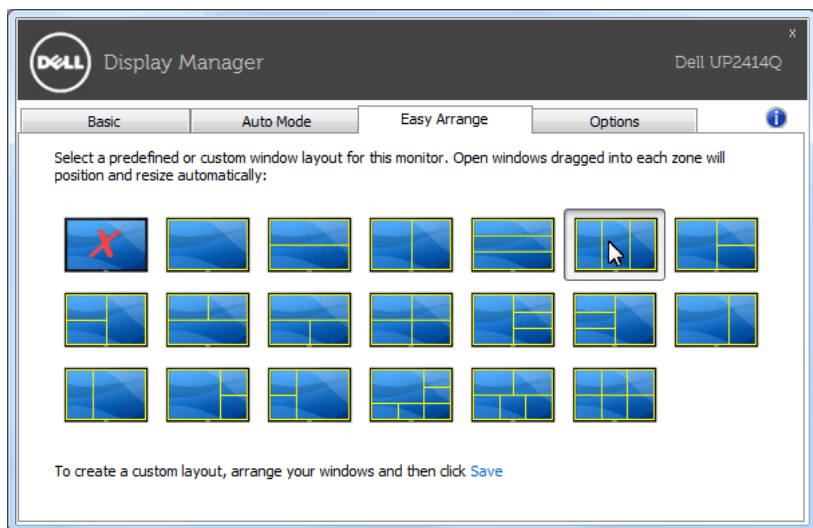 x
DELL
Display Manager
Dell UP2414Q
Basic
Auto Mode
Easy Arrange
Options
i
Select a predefined or custom window layout for this monitor. Open windows dragged into each zone will
position and resize automatically:
X
To create a custom layout, arrange your windows and then click Save